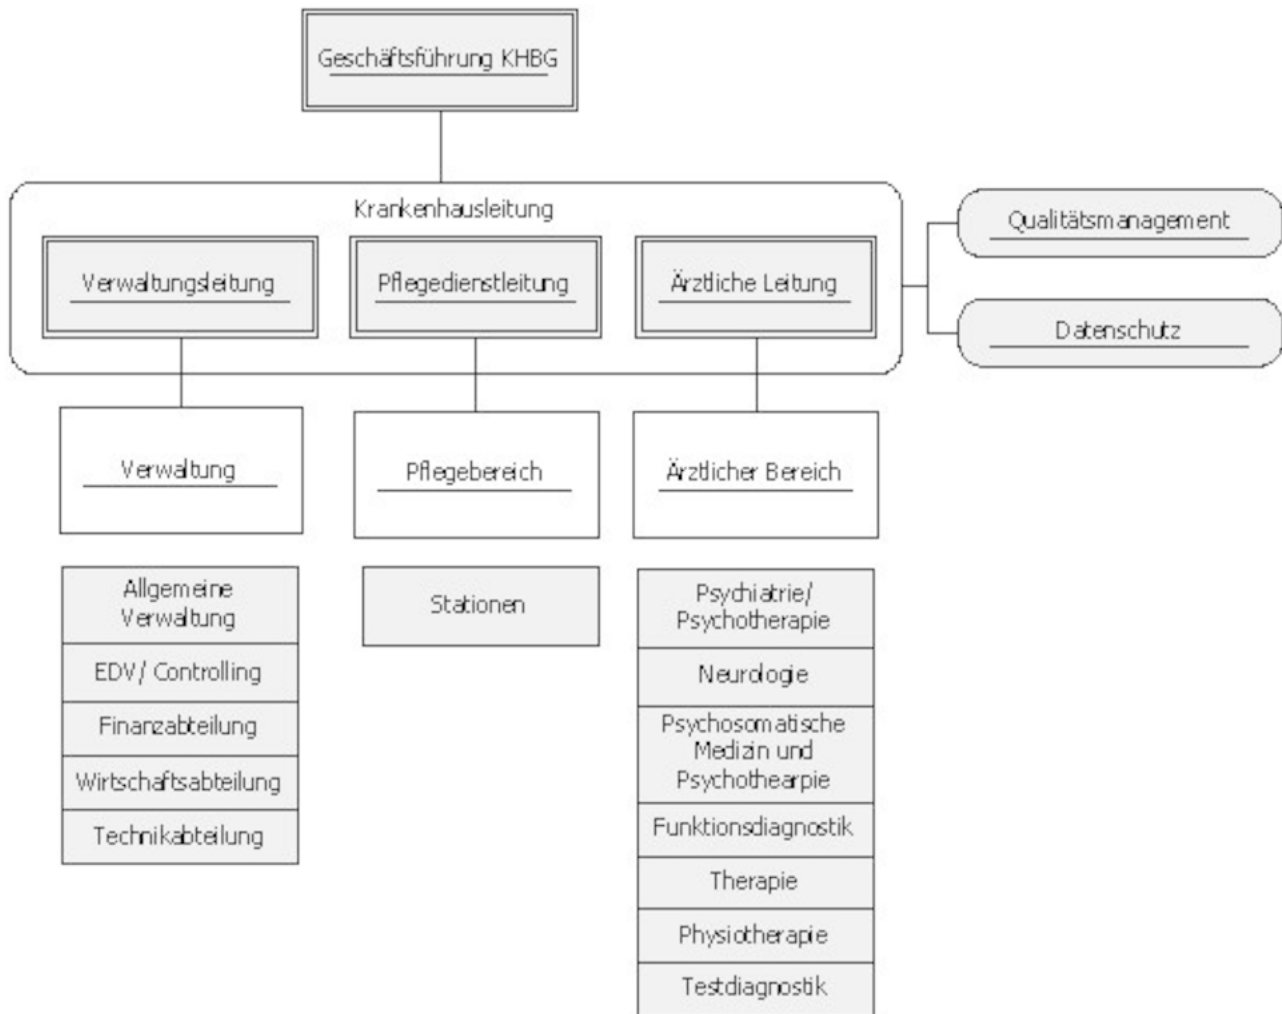 Geschäftsführung KHBG
Krankenhausleitung
Verwaltungsleitung
Pflegedienstleitung
Ärztliche Leitung
Qualitätsmanagement
Datenschutz
Verwaltung
Pflegebereich
Ärztlicher Bereich
Allgemeine
Verwaltung
EDV/ Controlling
Finanzabteilung
Wirtschaftsabteilung
Technikabteilung
Stationen
Psychiatrie/
Psychotherapie
Neurologie
Psychosomatische
Medizin und
Psychothearpie
Funktionsdiagnostik
Therapie
Physiotherapie
Testdiagnostik